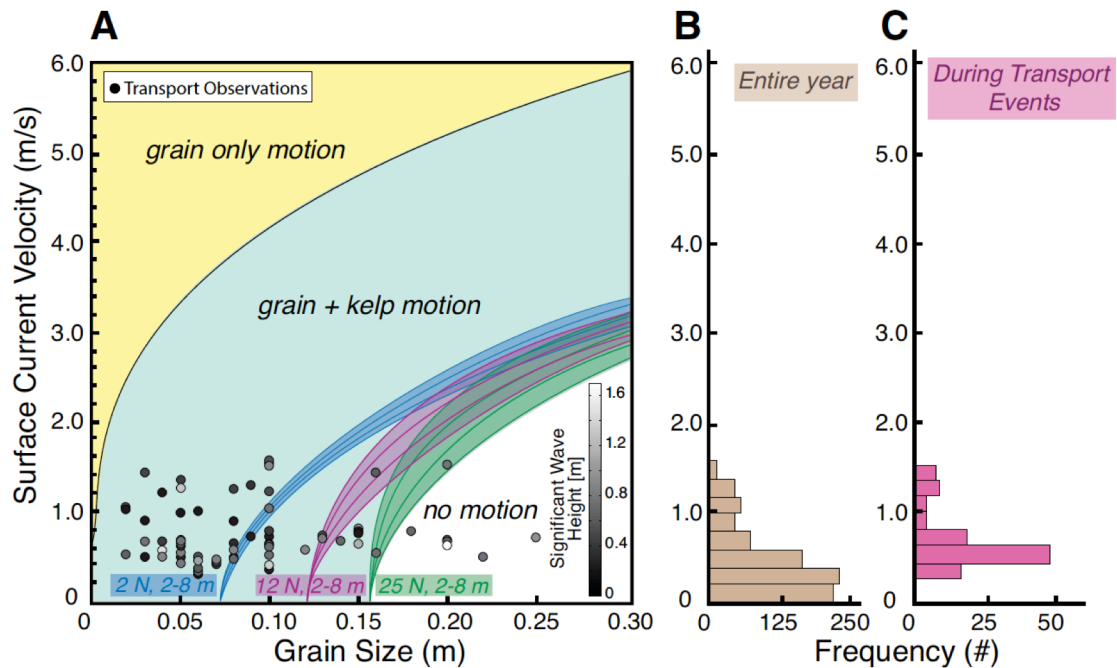 A
B
C
Surface Current Velocity (m/s)
6.0
5.0
4.0
3.0
2.0
1.0
0
Transport Observations
grain only motion
grain + kelp motion
no motion
2 N, 2-8 m
12 N, 2-8 m
25 N, 2-8 m
Significant Wave
Height [m]
1.6
1.2
0.8
0.4
0
0
0.05
0.10
0.15
0.20
0.25
0.30
Grain Size (m)
Entire year
6.0
5.0
4.0
3.0
2.0
1.0
0
0
125
250
During Transport
Events
6.0
5.0
4.0
3.0
2.0
1.0
0
0
25
50
Frequency (#)